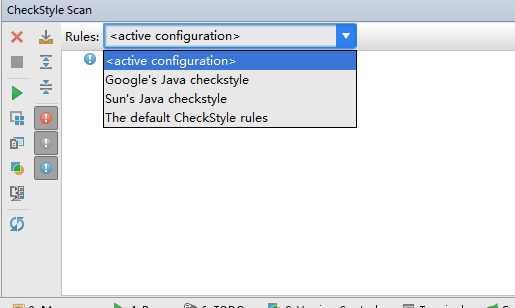 CheckStyle Scan
Rules: <active configuration>
<active configuration>
Google's Java checkstyle
Sun's Java checkstyle
The default CheckStyle rules